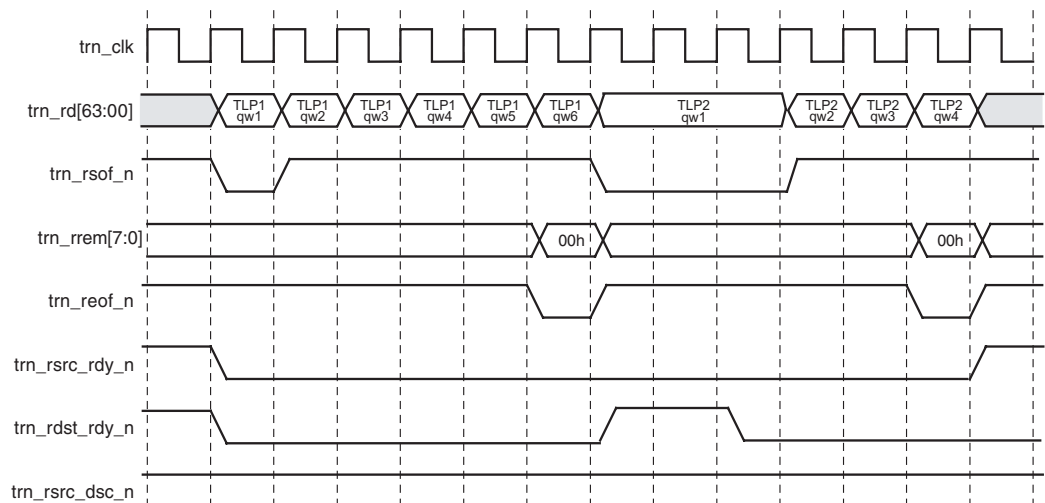 trn_clk
trn_rd[63:00]
TLP1
qw1
TLP1
qw2
TLP1
qw3
TLP1
qw4
TLP1
qw5
TLP1
qw6
TLP2
qw1
TLP2
qw2
TLP2
qw3
TLP2
qw4
trn_rsof_n
trn_rrem[7:0]
00h
00h
trn_reof_n
trn_rsrc_rdy_n
trn_rdst_rdy_n
trn_rsrc_dsc_n